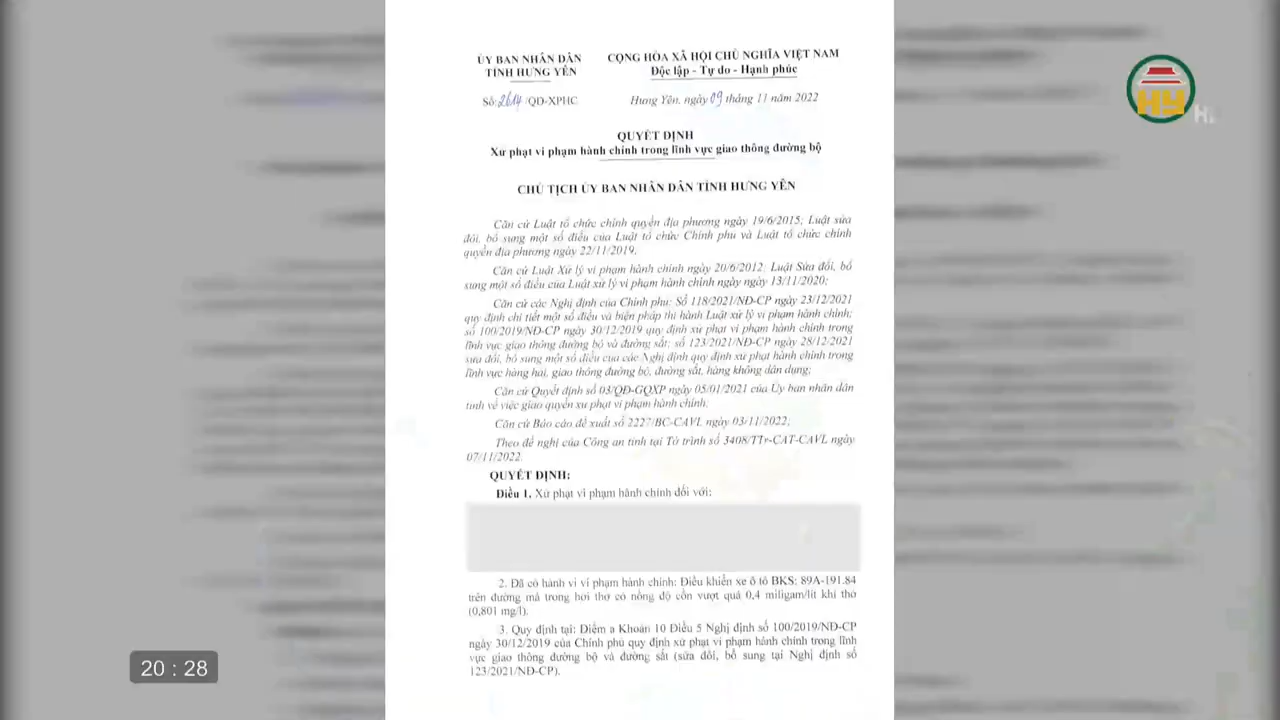 ỦY BAN NHÂN DÂN
TỈNH HƯNG YÊN
CỘNG HÒA XÃ HỘI CHỦ NGHĨA VIỆT NAM
Độc lập - Tự do - Hạnh phúc
Số: 2614 /QĐ-XPHC
Hưng Yên, ngày 09 tháng 11 năm 2022
QUYẾT ĐỊNH
Xử phạt vi phạm hành chính trong lĩnh vực giao thông đường bộ
CHỦ TỊCH ỦY BAN NHÂN DÂN TỈNH HƯNG YÊN
Căn cứ Luật tổ chức chính quyền địa phương ngày 19/6/2015; Luật sửa
đổi, bổ sung một số điều của Luật tổ chức Chính phủ và Luật tổ chức chính
quyền địa phương ngày 22/11/2019;
Căn cứ Luật Xử lý vi phạm hành chính ngày 20/6/2012; Luật Sửa đổi, bổ
sung một số điều của Luật xử lý vi phạm hành chính ngày ngày 13/11/2020;
Căn cứ các Nghị định của Chính phủ: Số 118/2021/NĐ-CP ngày 23/12/2021
quy định chi tiết một số điều và biện pháp thi hành Luật xử lý vi phạm hành chính;
số 100/2019/NĐ-CP ngày 30/12/2019 quy định xử phạt vi phạm hành chính trong
lĩnh vực giao thông đường bộ và đường sắt; số 123/2021/NĐ-CP ngày 28/12/2021
sửa đổi, bổ sung một số điều của các Nghị định quy định xử phạt hành chính trong
lĩnh vực hàng hải, giao thông đường bộ, đường sắt, hàng không dân dụng;
Căn cứ Quyết định số 03/QĐ-GQXP ngày 05/01/2021 của Ủy ban nhân dân
tỉnh về việc giao quyền xử phạt vi phạm hành chính;
Căn cứ Báo cáo đề xuất số 2227/BC-CAVL ngày 03/11/2022;
Theo đề nghị của Công an tỉnh tại Tờ trình số 3408/TTr-CAT-CAVL ngày
07/11/2022.
QUYẾT ĐỊNH:
Điều 1. Xử phạt vi phạm hành chính đối với:
2. Đã có hành vi vi phạm hành chính: Điều khiển xe ô tô BKS: 89A-191.84
trên đường mà trong hơi thở có nồng độ cồn vượt quá 0,4 miligam/lít khí thở
(0,801 mg/l).
3. Quy định tại: Điểm a Khoản 10 Điều 5 Nghị định số 100/2019/NĐ-CP
ngày 30/12/2019 của Chính phủ quy định xử phạt vi phạm hành chính trong lĩnh
vực giao thông đường bộ và đường sắt (sửa đổi, bổ sung tại Nghị định số
123/2021/NĐ-CP).
HY
20 : 28